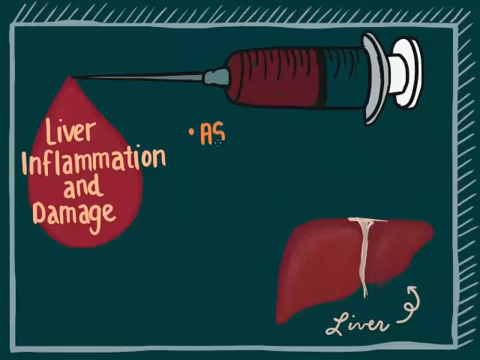 Liver
Inflammation
and
Damage
• AS
Liver